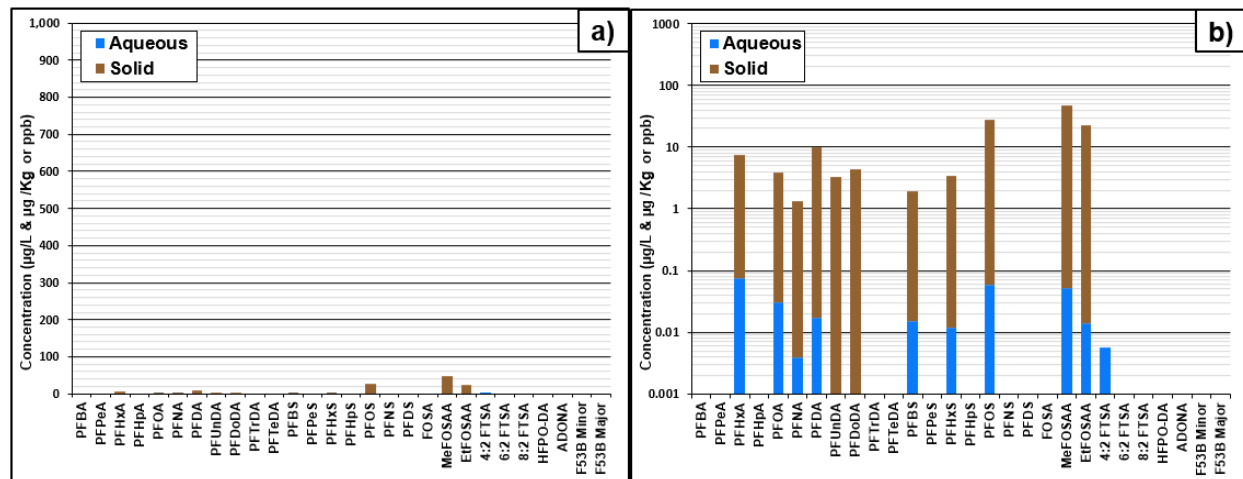 a)
Aqueous
Solid
Concentration (µg/L & µg /Kg or ppb)
1,000
900
800
700
600
500
400
300
200
100
0
PFBA
PFPeA
PFHxA
PFHpA
PFOA
PFNA
PFDA
PFUnDA
PFDoDA
PFTrDA
PFTeDA
PFBS
PFPeS
PFHxS
PFHpS
PFOS
PFNS
PFDS
FOSA
MeFOSAA
EtFOSAA
4:2 FTSA
6:2 FTSA
8:2 FTSA
HFPO-DA
ADONA
F53B Minor
F53B Major
b)
Aqueous
Solid
Concentration (µg/L & µg /Kg or ppb)
1000
100
10
1
0.1
0.01
0.001
PFBA
PFPeA
PFHxA
PFHpA
PFOA
PFNA
PFDA
PFUnDA
PFDoDA
PFTrDA
PFTeDA
PFBS
PFPeS
PFHxS
PFHpS
PFOS
PFNS
PFDS
FOSA
MeFOSAA
EtFOSAA
4:2 FTSA
6:2 FTSA
8:2 FTSA
HFPO-DA
ADONA
F53B Minor
F53B Major